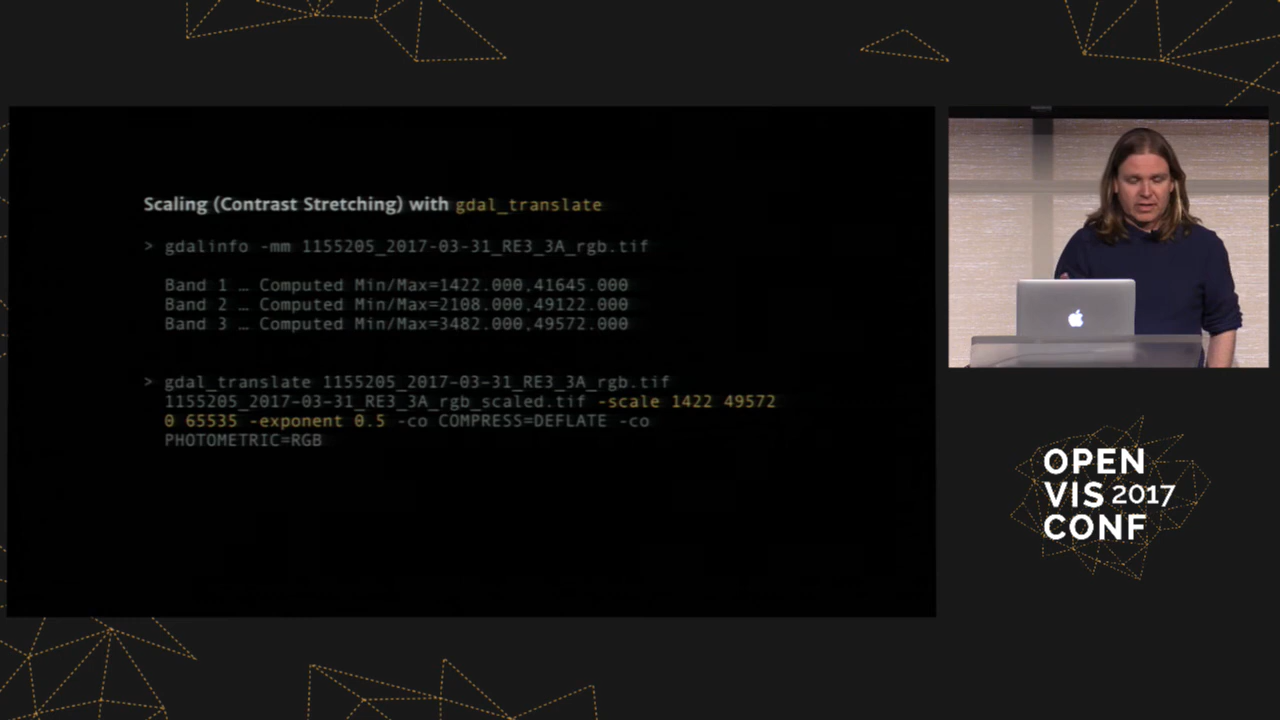 Scaling (Contrast Stretching) with gdal_translate
> gdalinfo -mm 1155205_2017-03-31_RE3_3A_rgb.tif
Band 1 … Computed Min/Max=1422.000,41645.000
Band 2 … Computed Min/Max=2108.000,49122.000
Band 3 … Computed Min/Max=3482.000,49572.000
> gdal_translate 1155205_2017-03-31_RE3_3A_rgb.tif
1155205_2017-03-31_RE3_3A_rgb_scaled.tif -scale 1422 49572
0 65535 -exponent 0.5 -co COMPRESS=DEFLATE -co
PHOTOMETRIC=RGB
OPEN
VIS 2017
CONF